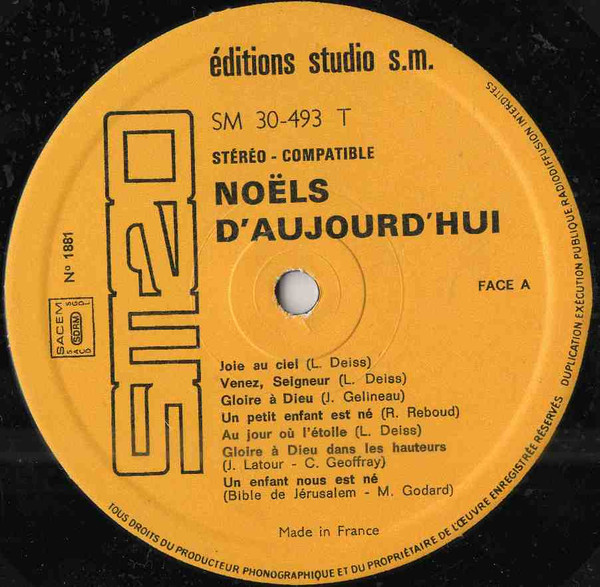 éditions studio s.m.
SM 30-493 T
STÉRÉO - COMPATIBLE
NOËLS
D'AUJOURD'HUI
SM20
Nº 1881
SACEM
SDRM
FACE A
Joie au ciel (L. Deiss)
Venez, Seigneur (L. Deiss)
Gloire à Dieu (J. Gelineau)
Un petit enfant est né (R. Reboud)
Au jour où l'étoile (L. Deiss)
Gloire à Dieu dans les hauteurs
(J. Latour - C. Geoffray)
Un enfant nous est né
(Bible de Jérusalem - M. Godard)
Made in France
TOUS DROITS DU PRODUCTEUR PHONOGRAPHIQUE ET DU PROPRIÉTAIRE DE L'ŒUVRE ENREGISTRÉE RÉSERVÉS DUPLICATION EXÉCUTION PUBLIQUE RADIODIFFUSION INTERDITES